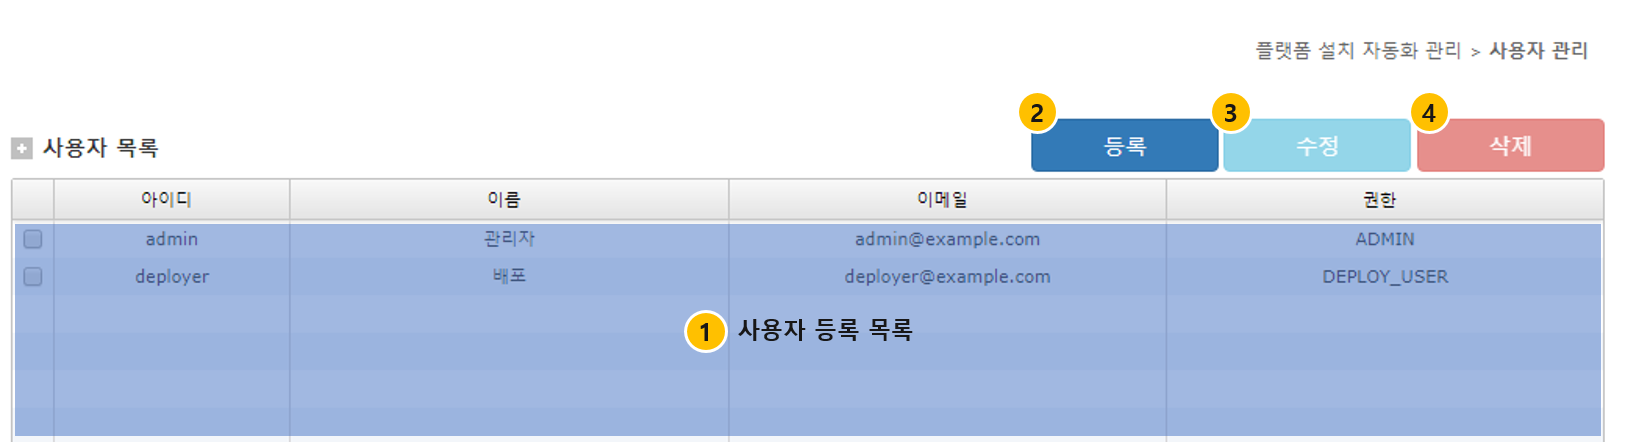 플랫폼 설치 자동화 관리 > 사용자 관리
2 3 4
사용자 목록 등록 수정 삭제
아이디 이름 이메일 권한
admin 관리자 admin@example.com ADMIN
deployer 배포 deployer@example.com DEPLOY_USER
1 사용자 등록 목록